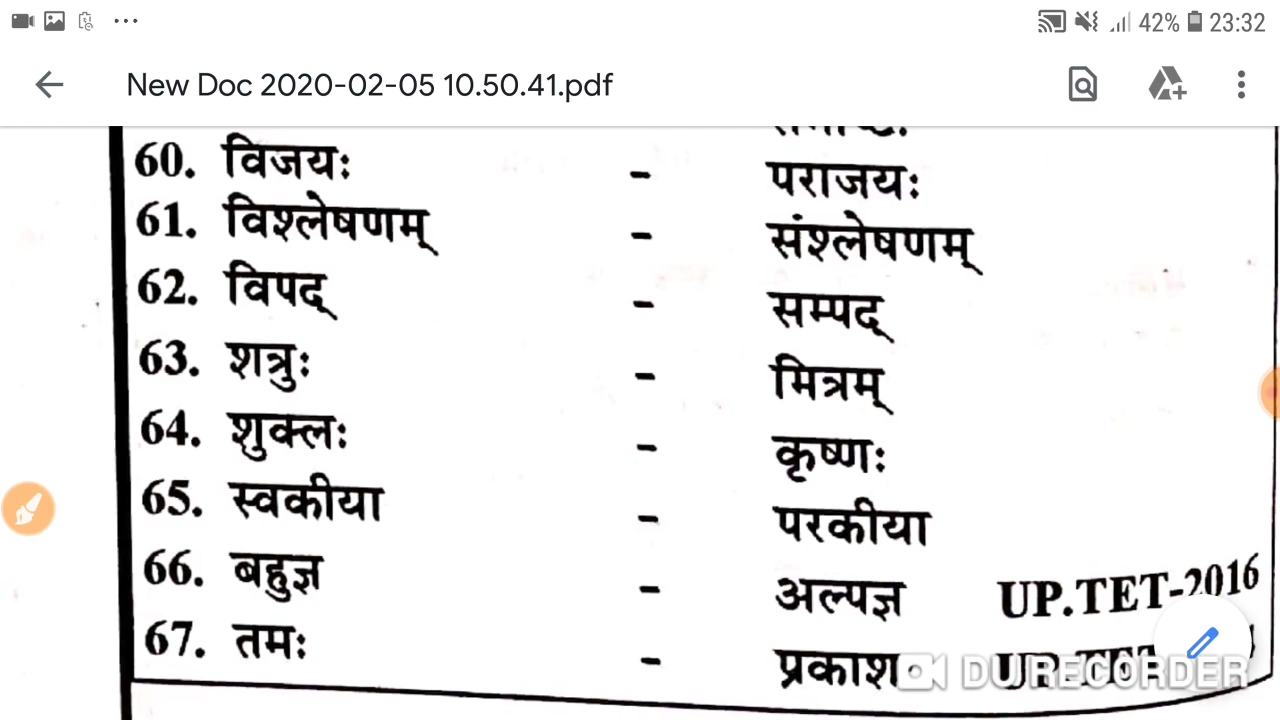 42% 23:32
New Doc 2020-02-05 10.50.41.pdf
60. विजयः - पराजयः
61. विश्लेषणम् - संश्लेषणम्
62. विपद् - सम्पद्
63. शत्रुः - मित्रम्
64. शुक्लः - कृष्णः
65. स्वकीया - परकीया
66. बहुज्ञ - अल्पज्ञ UP.TET-2016
67. तमः - UP.TET
DU RECORDER